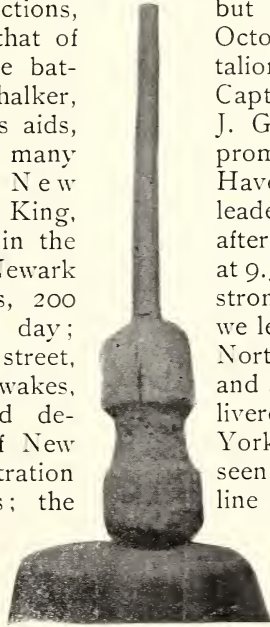 ctions,
that of
e bat-
halker,
s aids,
many
New
King,
in the
Newark
s, 200
day;
street,
wakes,
d de-
f New
tration
s; the
but
Octo
talion
Capt
J. G
prom
Have
leade
after
at 9.
stron
we le
Nort
and
livere
York
seen
line